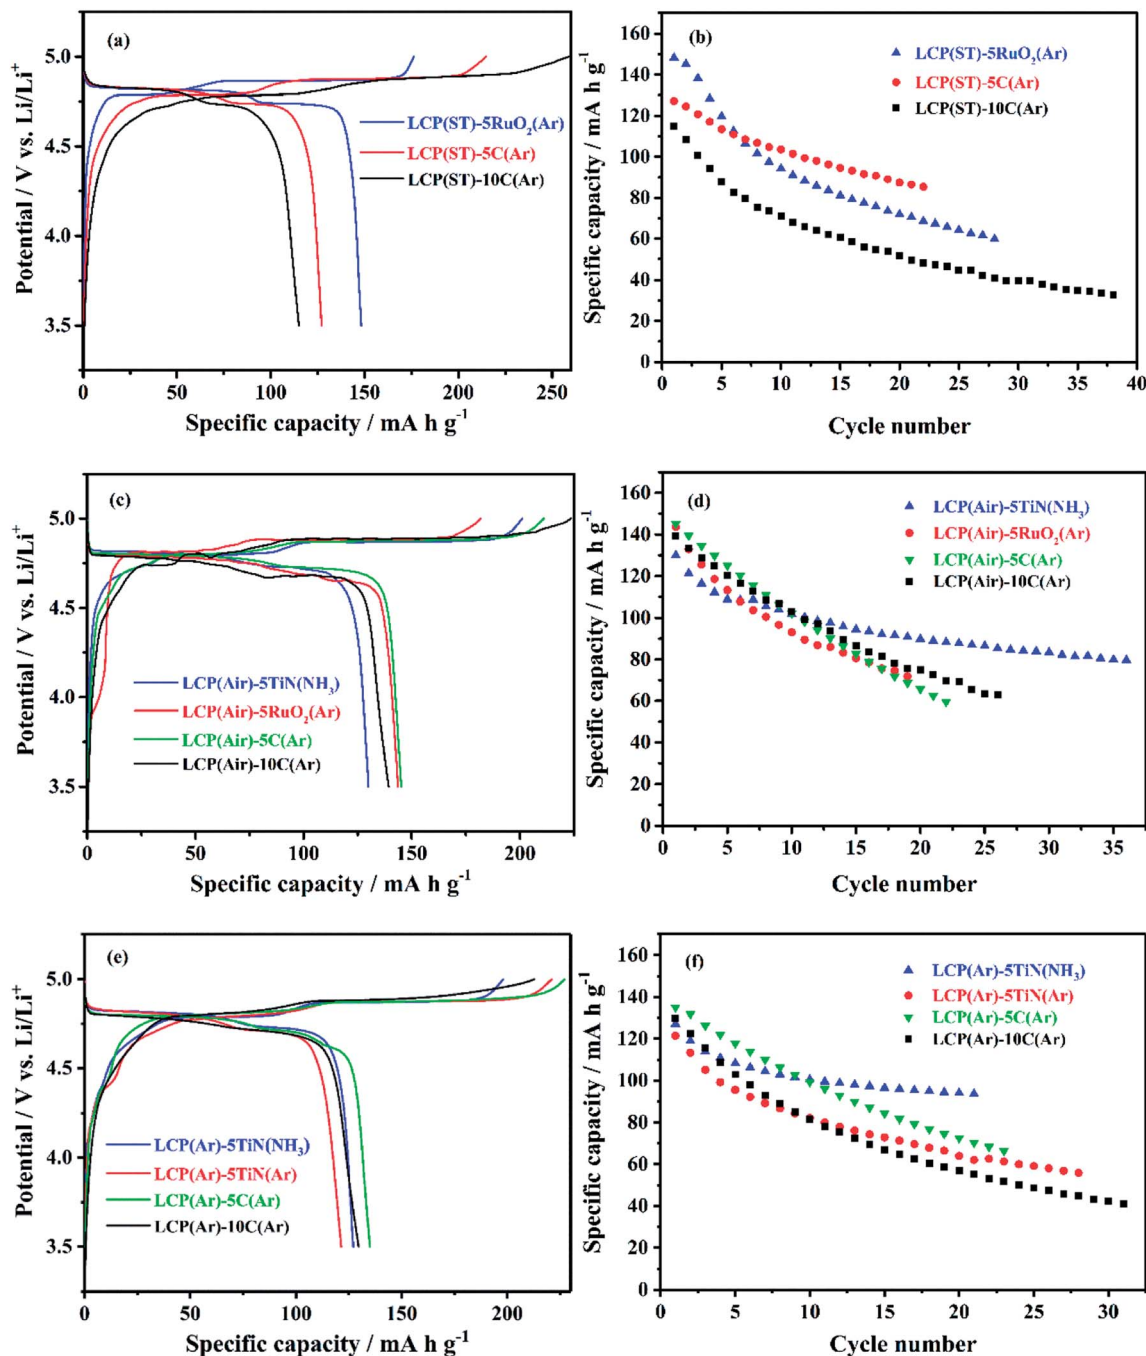 (a)
5.0
4.5
4.0
3.5
Potential / V vs. Li/Li⁺
LCP(ST)-5RuO₂(Ar)
LCP(ST)-5C(Ar)
LCP(ST)-10C(Ar)
0 50 100 150 200 250
Specific capacity / mA h g⁻¹
(b)
160
140
120
100
80
60
40
20
0
Specific capacity / mA h g⁻¹
LCP(ST)-5RuO₂(Ar)
LCP(ST)-5C(Ar)
LCP(ST)-10C(Ar)
0 5 10 15 20 25 30 35 40
Cycle number
(c)
5.0
4.5
4.0
3.5
Potential / V vs. Li/Li⁺
LCP(Air)-5TiN(NH₃)
LCP(Air)-5RuO₂(Ar)
LCP(Air)-5C(Ar)
LCP(Air)-10C(Ar)
0 50 100 150 200
Specific capacity / mA h g⁻¹
(d)
160
140
120
100
80
60
40
20
0
Specific capacity / mA h g⁻¹
LCP(Air)-5TiN(NH₃)
LCP(Air)-5RuO₂(Ar)
LCP(Air)-5C(Ar)
LCP(Air)-10C(Ar)
0 5 10 15 20 25 30 35
Cycle number
(e)
5.0
4.5
4.0
3.5
Potential / V vs. Li/Li⁺
LCP(Ar)-5TiN(NH₃)
LCP(Ar)-5TiN(Ar)
LCP(Ar)-5C(Ar)
LCP(Ar)-10C(Ar)
0 50 100 150 200
Specific capacity / mA h g⁻¹
(f)
160
140
120
100
80
60
40
20
0
Specific capacity / mA h g⁻¹
LCP(Ar)-5TiN(NH₃)
LCP(Ar)-5TiN(Ar)
LCP(Ar)-5C(Ar)
LCP(Ar)-10C(Ar)
0 5 10 15 20 25 30
Cycle number